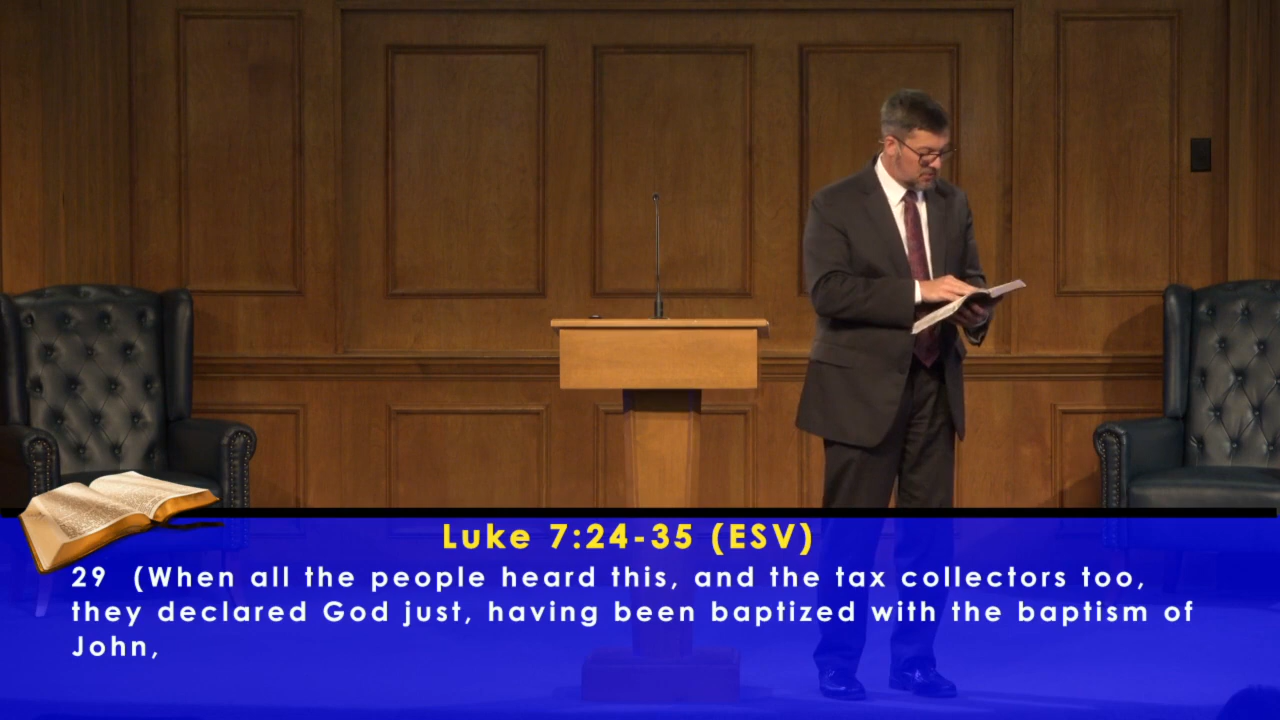 Luke 7:24-35 (ESV)
29 (When all the people heard this, and the tax collectors too,
they declared God just, having been baptized with the baptism of
John,